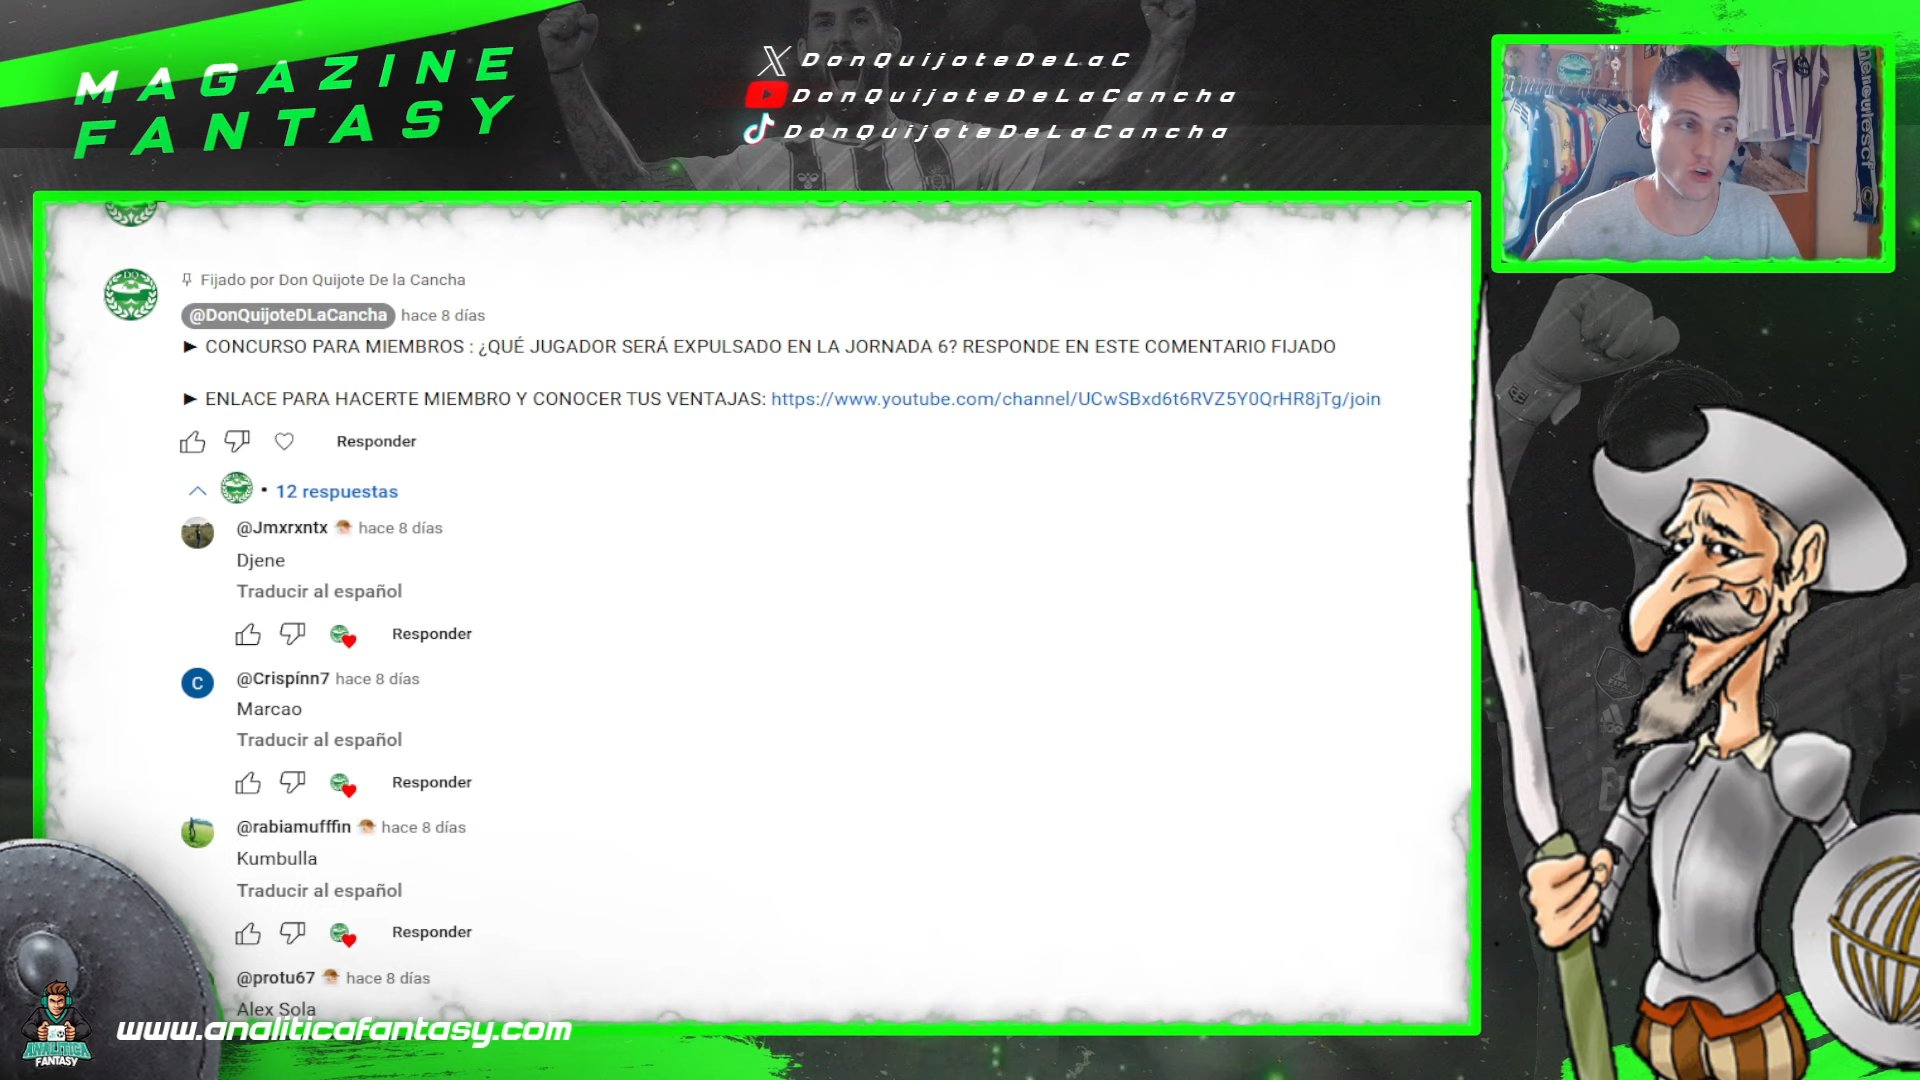 MAGAZINE
FANTASY
DonQuijoteDeLaC
DonQuijoteDeLaCancha
DonQuijoteDeLaCancha
Fijado por Don Quijote De la Cancha
@DonQuijoteDLaCancha hace 8 días
► CONCURSO PARA MIEMBROS : ¿QUÉ JUGADOR SERÁ EXPULSADO EN LA JORNADA 6? RESPONDE EN ESTE COMENTARIO FIJADO
► ENLACE PARA HACERTE MIEMBRO Y CONOCER TUS VENTAJAS: https://www.youtube.com/channel/UCwSBxd6t6RVZ5Y0QrHR8jTg/join
Responder
• 12 respuestas
@Jmxrxntx hace 8 días
Djene
Traducir al español
Responder
C
@Crispínn7 hace 8 días
Marcao
Traducir al español
Responder
@rabiamufffin hace 8 días
Kumbulla
Traducir al español
Responder
@protu67 hace 8 días
Alex Sola
www.analiticafantasy.com
ANALITICA
FANTASY